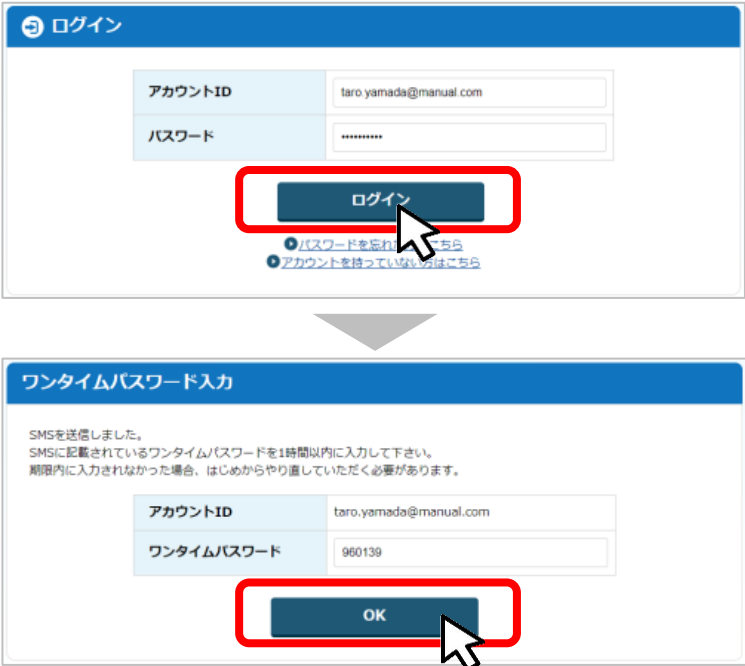 ログイン
アカウントID
taro.yamada@manual.com
パスワード
••••••••••
ログイン
パスワードを忘れ こちら
アカウントを持っていない方はこちら
ワンタイムパスワード入力
SMSを送信しました。
SMSに記載されているワンタイムパスワードを1時間以内に入力して下さい。
期限内に入力されなかった場合、はじめからやり直していただく必要があります。
アカウントID
taro.yamada@manual.com
ワンタイムパスワード
960139
OK